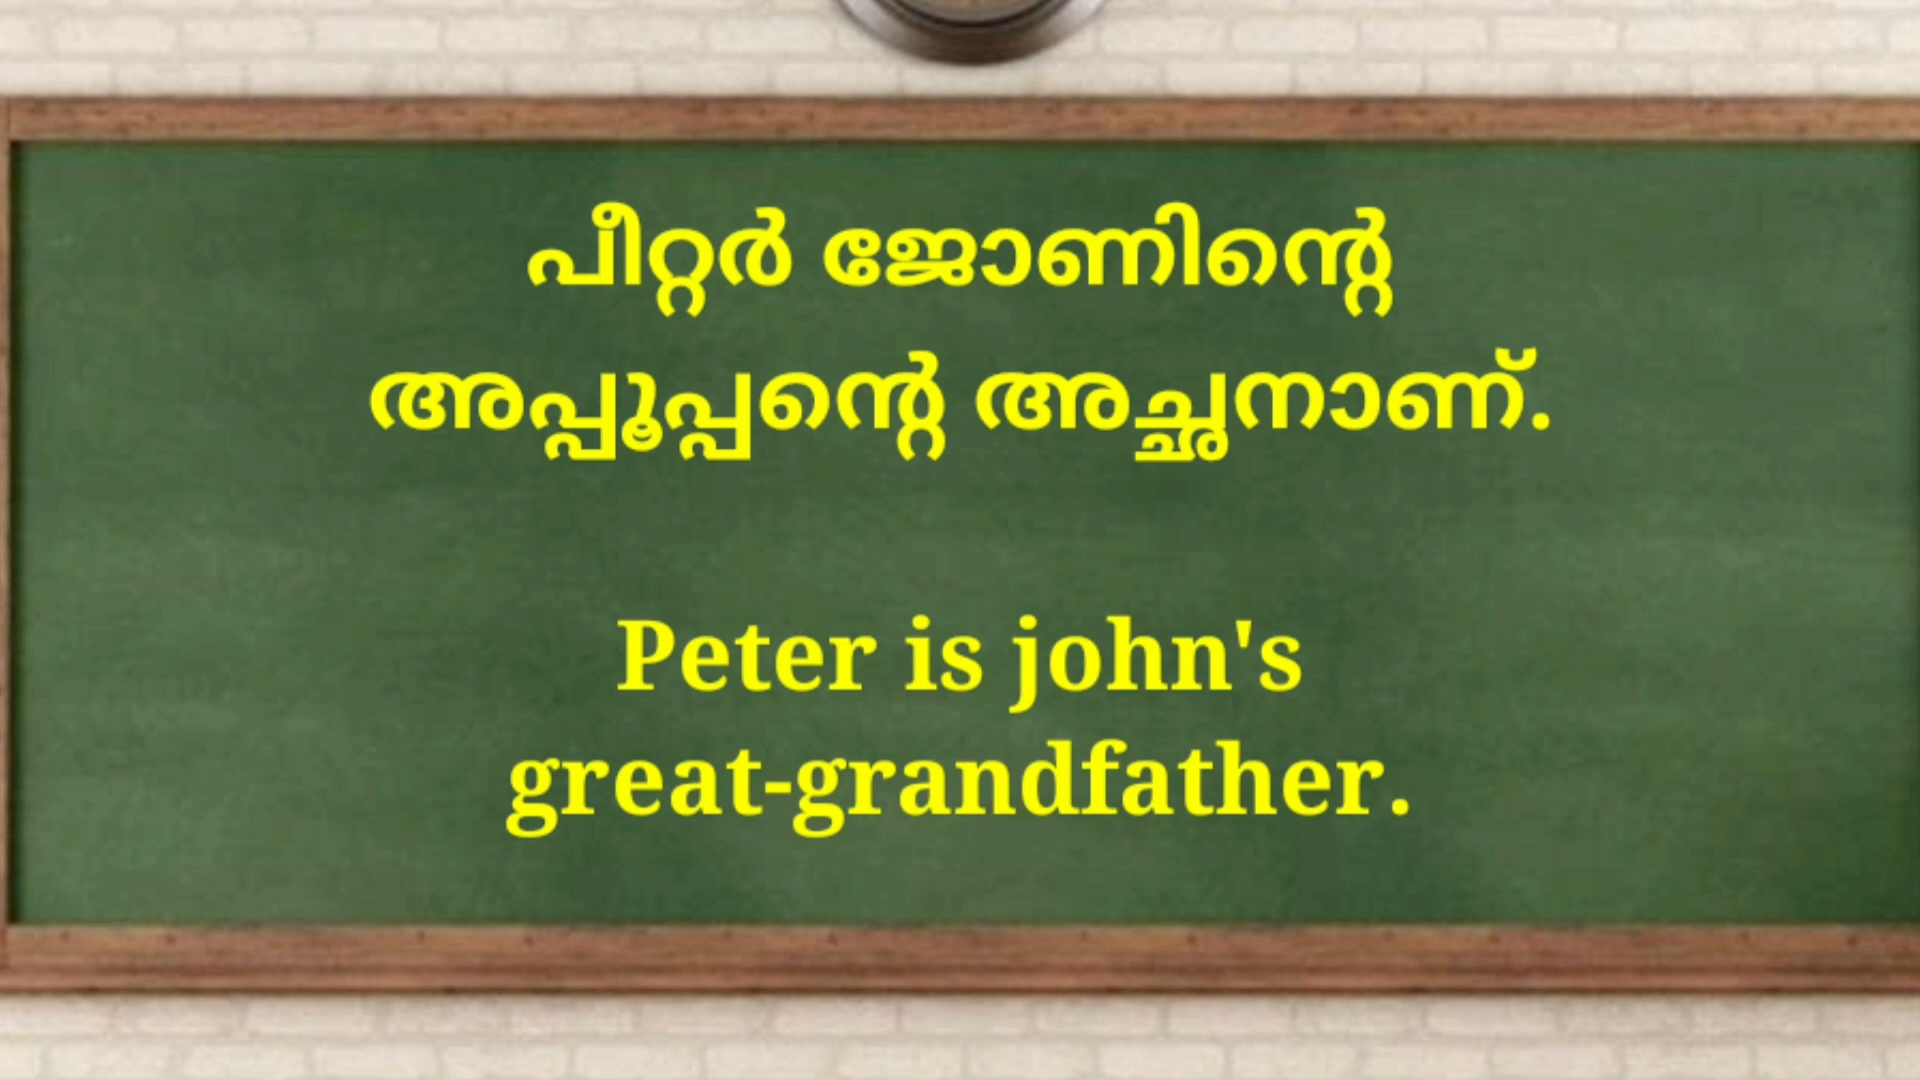 പീറ്റർ ജോണിന്റെ
അപ്പൂപ്പന്റെ അച്ഛനാണ്.
Peter is john's
great-grandfather.